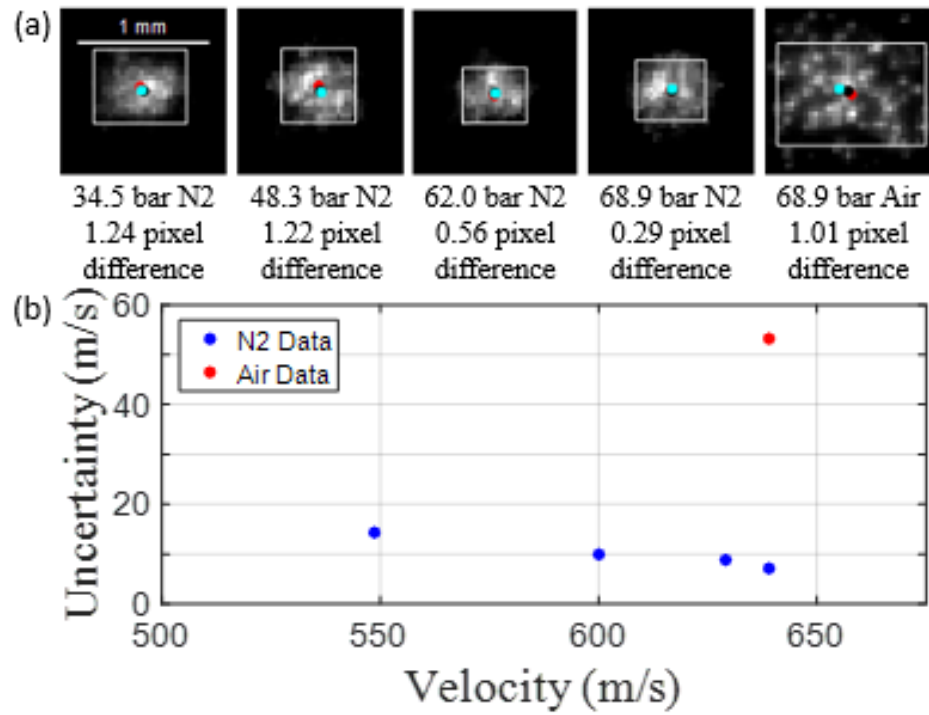 (a)
1 mm
34.5 bar N2
1.24 pixel
difference
48.3 bar N2
1.22 pixel
difference
62.0 bar N2
0.56 pixel
difference
68.9 bar N2
0.29 pixel
difference
68.9 bar Air
1.01 pixel
difference
(b)
Uncertainty (m/s)
60
40
20
0
N2 Data
Air Data
500
550
600
650
Velocity (m/s)